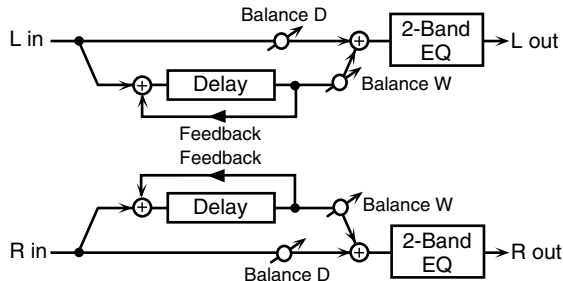 Balance D
L in
2-Band
EQ
L out
Delay
Balance W
Feedback
Feedback
Delay
Balance W
R in
2-Band
EQ
R out
Balance D